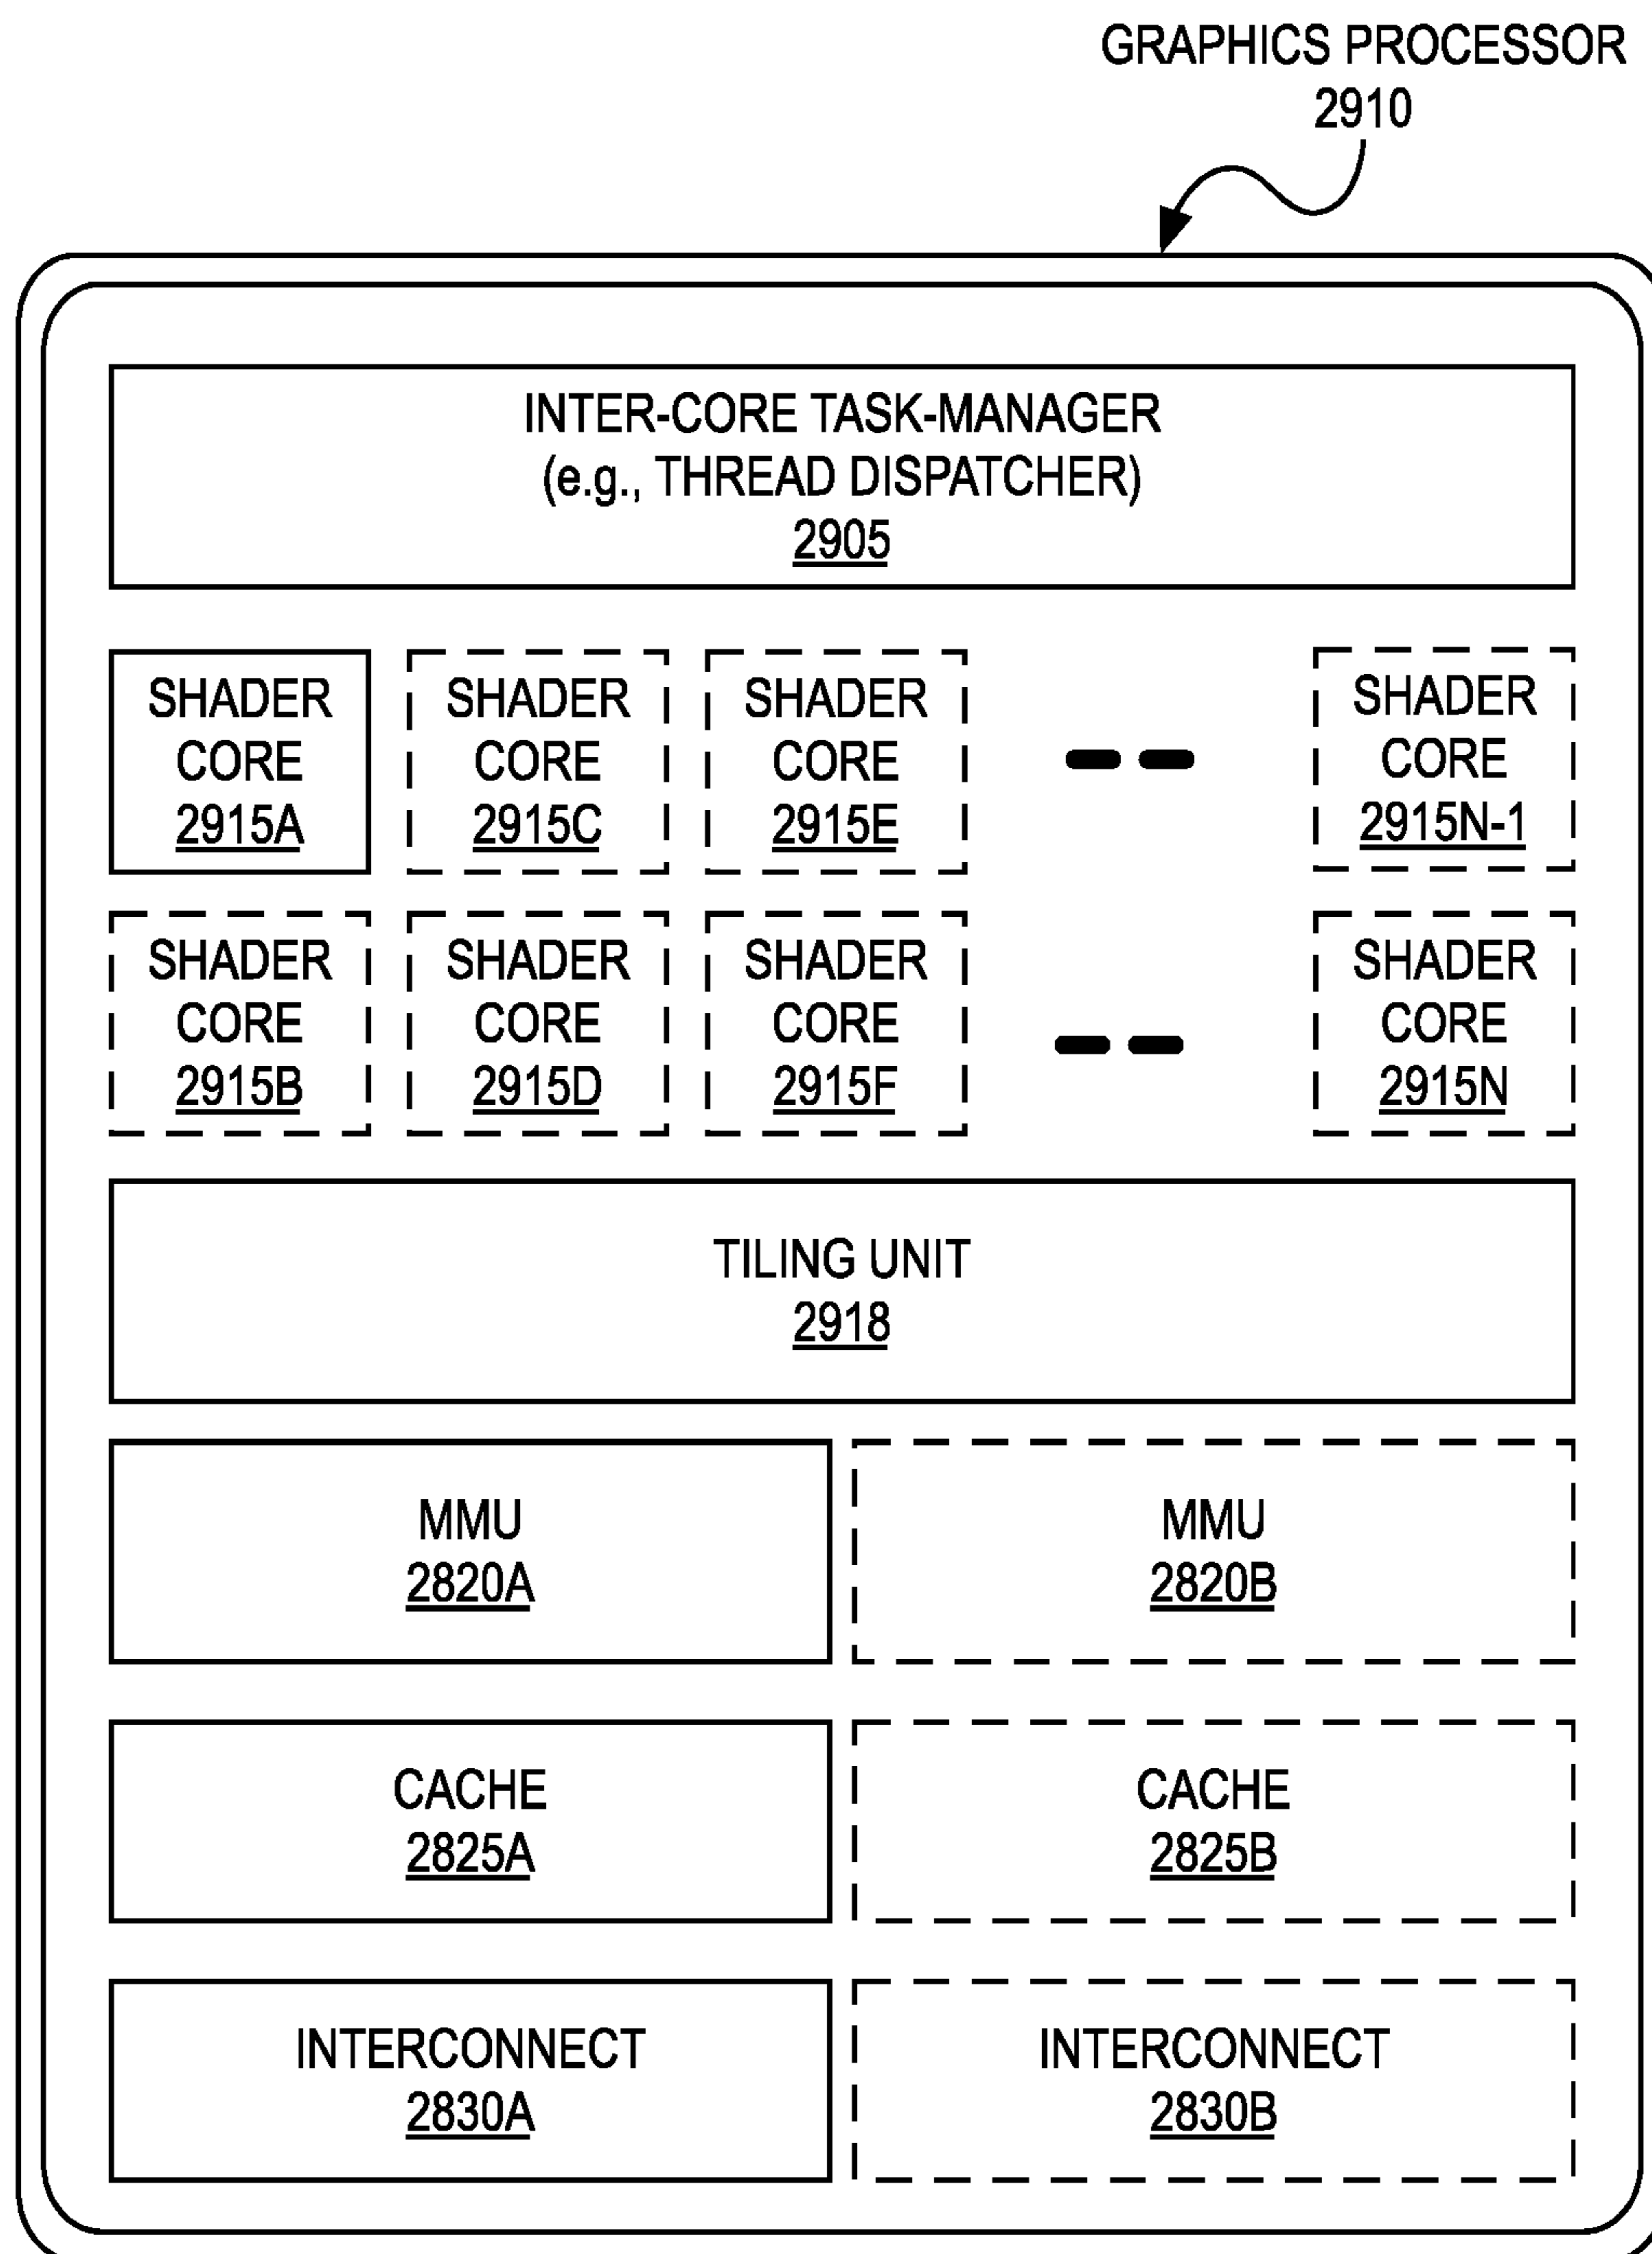 GRAPHICS PROCESSOR
2910
INTER-CORE TASK-MANAGER
(e.g., THREAD DISPATCHER)
2905
SHADER
CORE
2915A
SHADER
CORE
2915C
SHADER
CORE
2915E
SHADER
CORE
2915N-1
SHADER
CORE
2915B
SHADER
CORE
2915D
SHADER
CORE
2915F
SHADER
CORE
2915N
TILING UNIT
2918
MMU
2820A
MMU
2820B
CACHE
2825A
CACHE
2825B
INTERCONNECT
2830A
INTERCONNECT
2830B